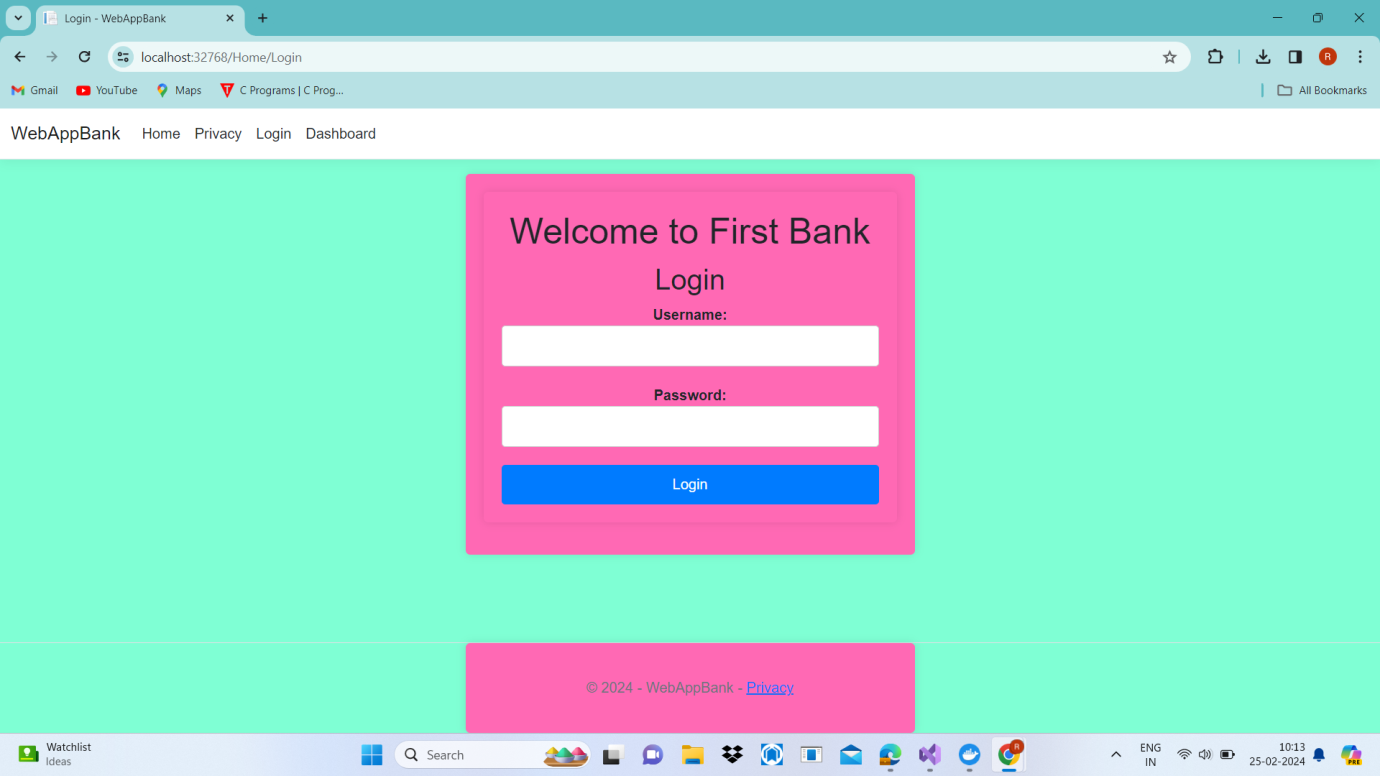 Login - WebAppBank
localhost:32768/Home/Login
R
Gmail YouTube Maps C Programs | C Prog... All Bookmarks
WebAppBank Home Privacy Login Dashboard
Welcome to First Bank
Login
Username:
Password:
Login
© 2024 - WebAppBank - Privacy
Watchlist
Ideas
Search
R
ENG
IN
10:13
25-02-2024
PRE